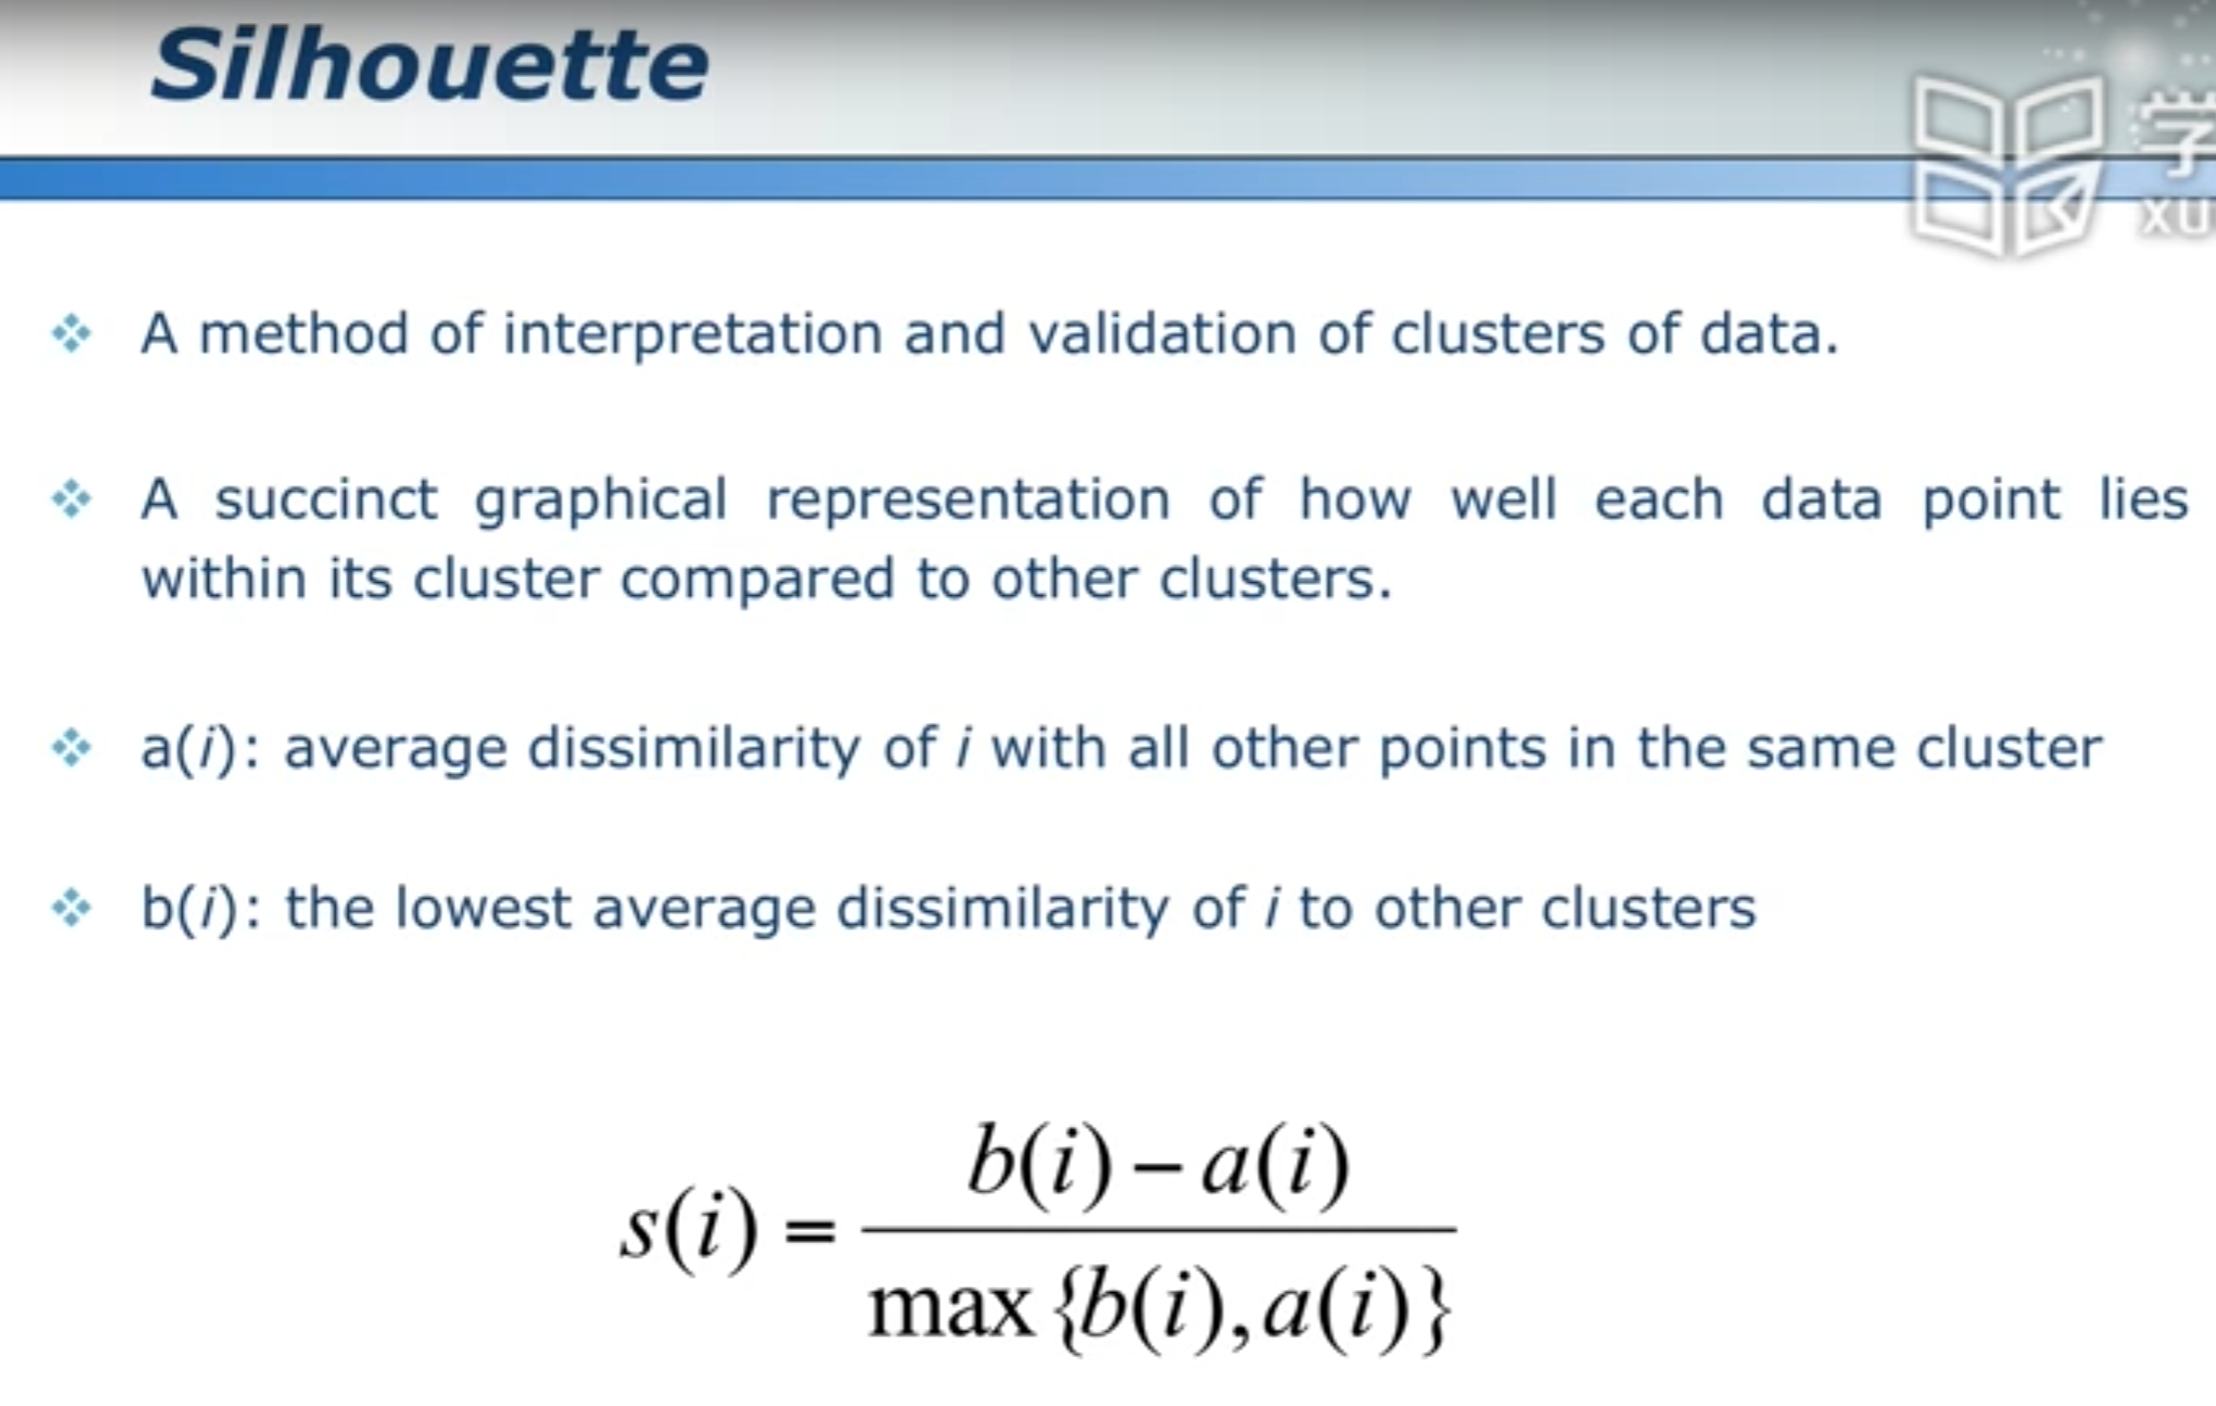 Silhouette
学
XU
A method of interpretation and validation of clusters of data.
A succinct graphical representation of how well each data point lies
within its cluster compared to other clusters.
a(i): average dissimilarity of i with all other points in the same cluster
b(i): the lowest average dissimilarity of i to other clusters
s(i) = b(i) − a(i)
max {b(i), a(i)}